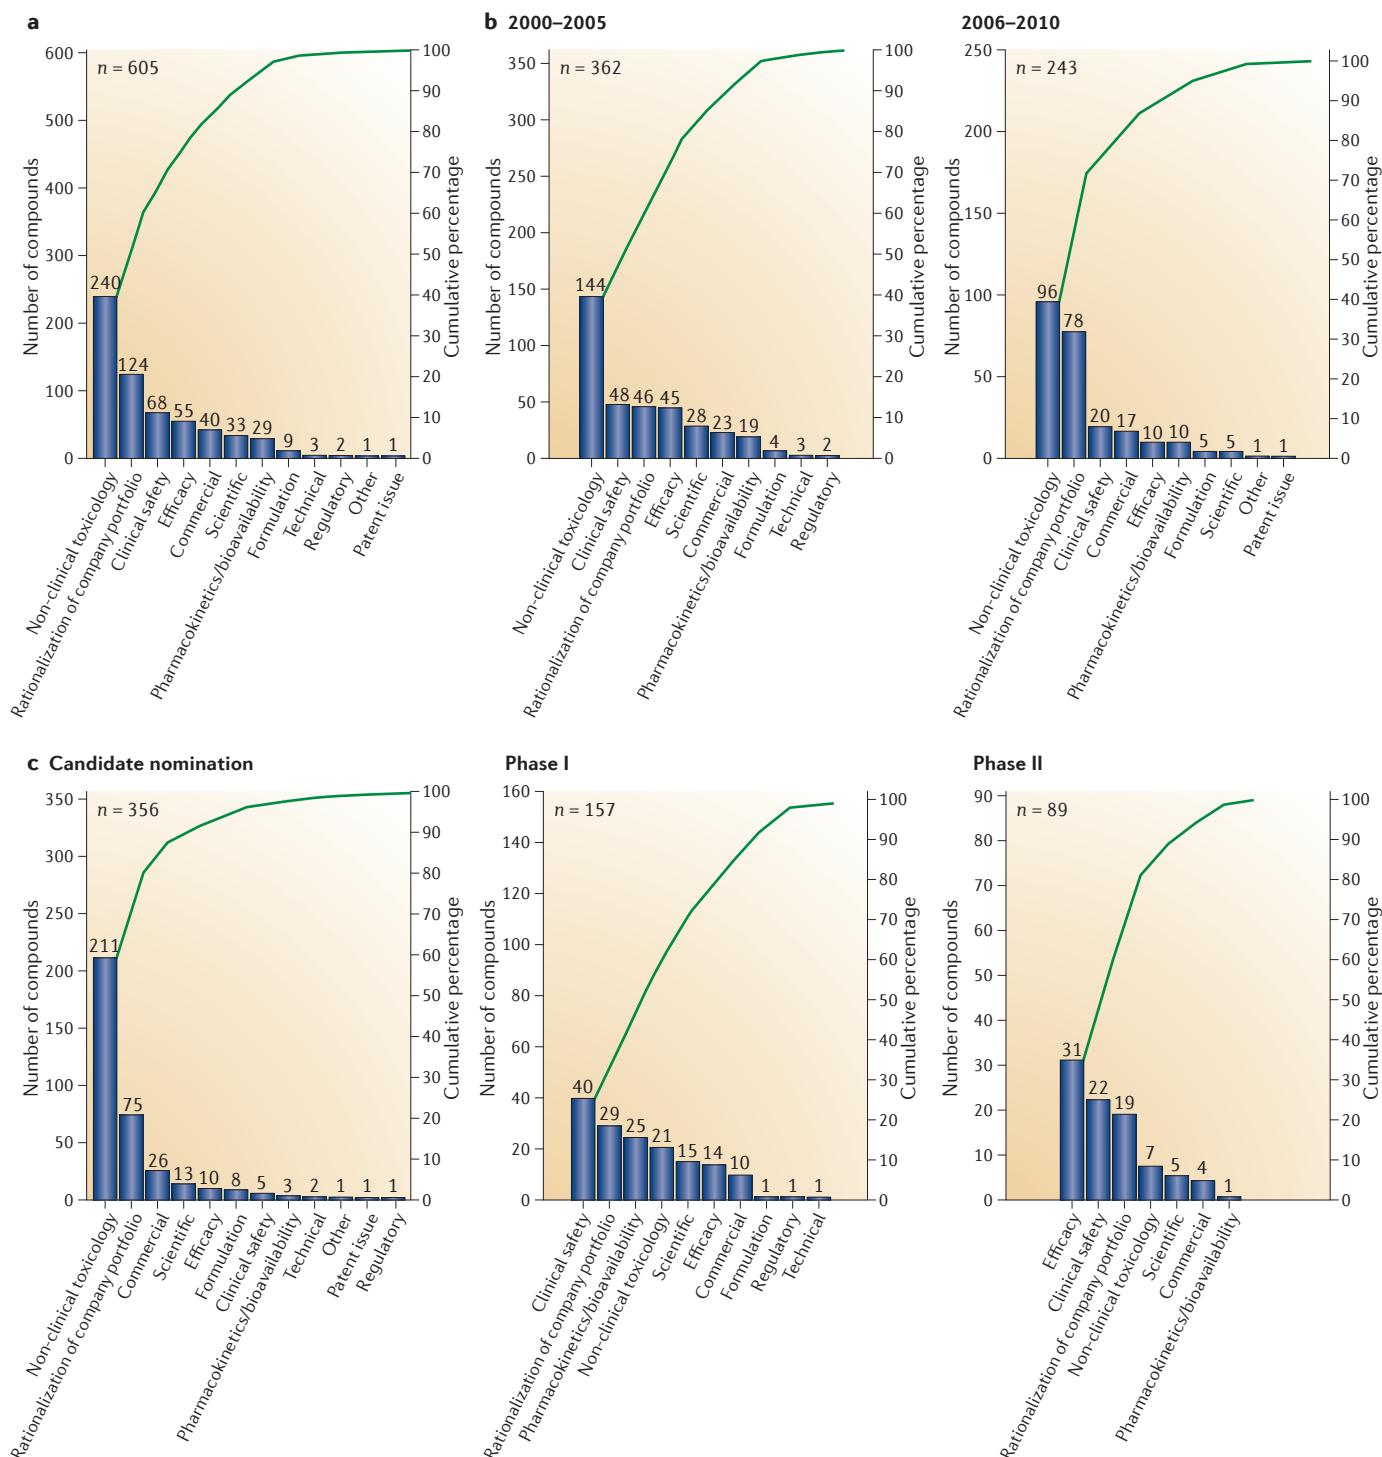 a
n = 605
Number of compounds
600
500
400
300
200
100
0
240
124
68
55
40
33
29
9
3
2
1
1
100
90
80
70
60
50
40
30
20
10
0
Cumulative percentage
Non-clinical toxicology
Rationalization of company portfolio
Clinical safety
Efficacy
Commercial
Scientific
Pharmacokinetics/bioavailability
Formulation
Technical
Regulatory
Other
Patent issue
b 2000–2005
n = 362
Number of compounds
350
300
250
200
150
100
50
0
144
48
46
45
28
23
19
4
3
2
100
90
80
70
60
50
40
30
20
10
0
Cumulative percentage
Non-clinical toxicology
Clinical safety
Rationalization of company portfolio
Efficacy
Scientific
Commercial
Pharmacokinetics/bioavailability
Formulation
Technical
Regulatory
2006–2010
n = 243
Number of compounds
250
200
150
100
50
0
96
78
20
17
10
10
5
5
1
1
100
90
80
70
60
50
40
30
20
10
0
Cumulative percentage
Non-clinical toxicology
Rationalization of company portfolio
Clinical safety
Commercial
Efficacy
Pharmacokinetics/bioavailability
Formulation
Scientific
Other
Patent issue
c Candidate nomination
n = 356
Number of compounds
350
300
250
200
150
100
50
0
211
75
26
13
10
8
5
3
2
1
1
1
100
90
80
70
60
50
40
30
20
10
0
Cumulative percentage
Non-clinical toxicology
Rationalization of company portfolio
Commercial
Scientific
Efficacy
Formulation
Clinical safety
Pharmacokinetics/bioavailability
Technical
Other
Patent issue
Regulatory
Phase I
n = 157
Number of compounds
160
140
120
100
80
60
40
20
0
40
29
25
21
15
14
10
1
1
1
100
90
80
70
60
50
40
30
20
10
0
Cumulative percentage
Clinical safety
Rationalization of company portfolio
Pharmacokinetics/bioavailability
Non-clinical toxicology
Scientific
Efficacy
Commercial
Formulation
Regulatory
Technical
Phase II
n = 89
Number of compounds
90
80
70
60
50
40
30
20
10
0
31
22
19
7
5
4
1
100
90
80
70
60
50
40
30
20
10
0
Cumulative percentage
Efficacy
Clinical safety
Rationalization of company portfolio
Non-clinical toxicology
Scientific
Commercial
Pharmacokinetics/bioavailability